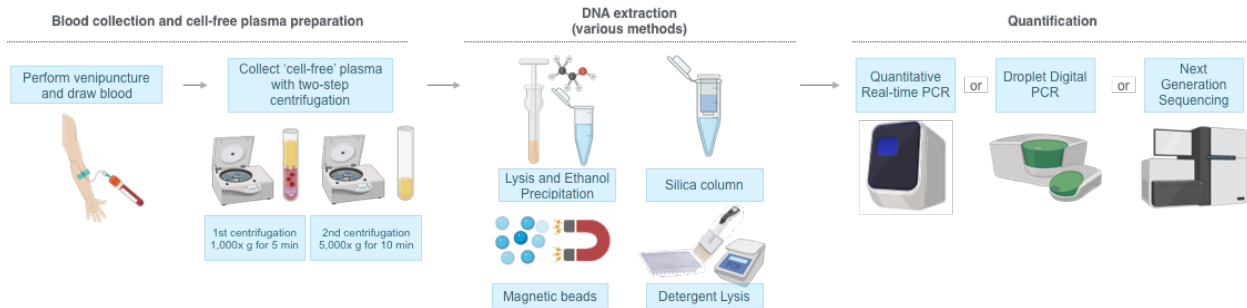 Blood collection and cell-free plasma preparation
DNA extraction
(various methods)
Quantification
Perform venipuncture
and draw blood
Collect ‘cell-free’ plasma
with two-step
centrifugation
1st centrifugation
1,000x g for 5 min
2nd centrifugation
5,000x g for 10 min
Lysis and Ethanol
Precipitation
Silica column
Magnetic beads
Detergent Lysis
Quantitative
Real-time PCR
or
Droplet Digital
PCR
or
Next
Generation
Sequencing